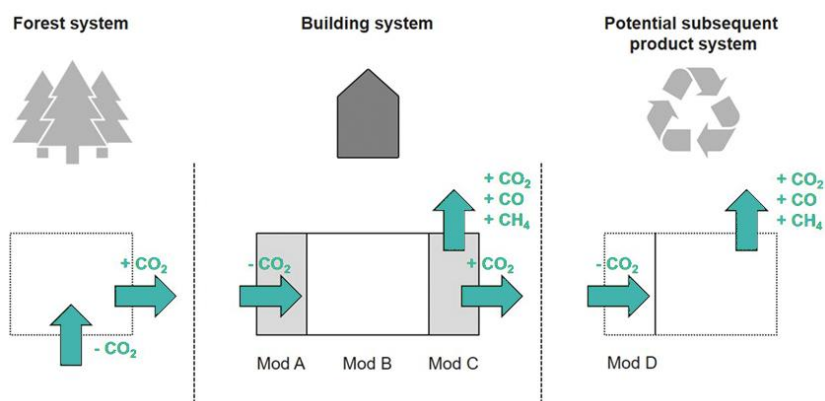 Forest system
Building system
Potential subsequent
product system
+ CO₂
- CO₂
- CO₂
+ CO₂
+ CO
+ CH₄
+ CO₂
- CO₂
+ CO₂
+ CO
+ CH₄
Mod A
Mod B
Mod C
Mod D